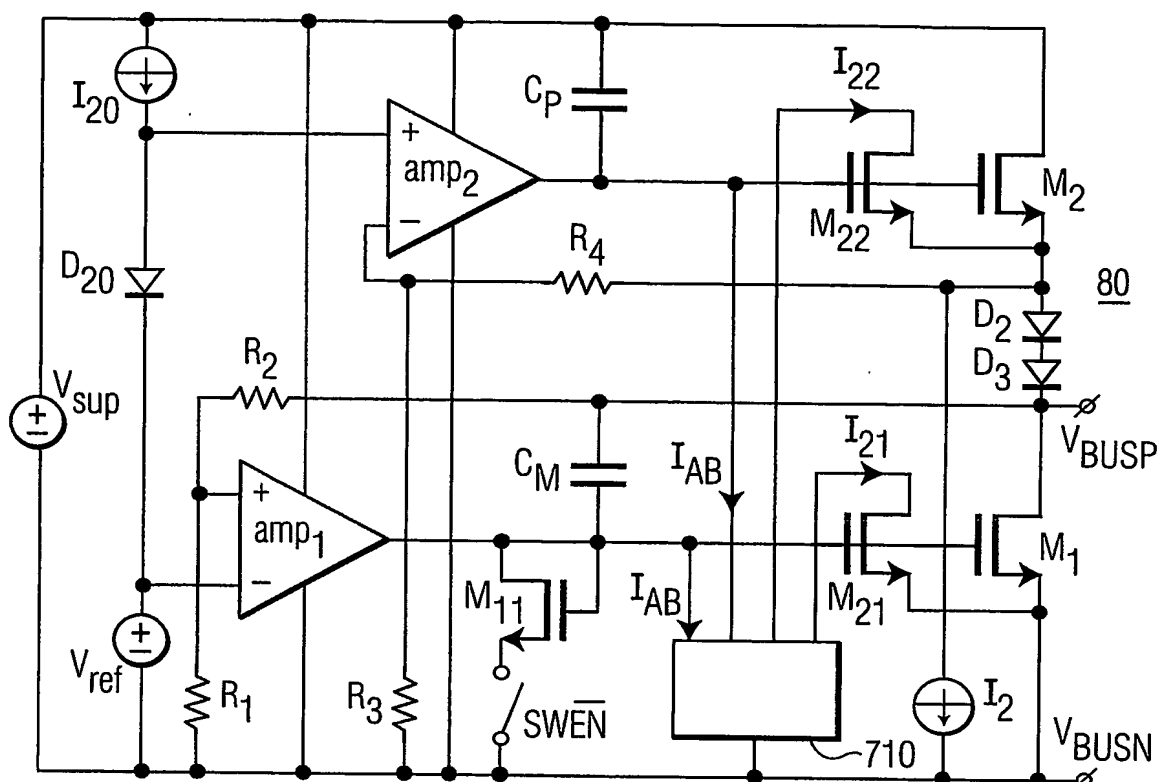 I20
CP
I22
+
amp2
−
M22
M2
D20
R4
80
D2
D3
R2
Vsup
+
−
VBUSP
CM
IAB
I21
+
amp1
−
M11
IAB
M21
M1
Vref
+
−
R1
R3
SWEN̅
I2
VBUSN
710